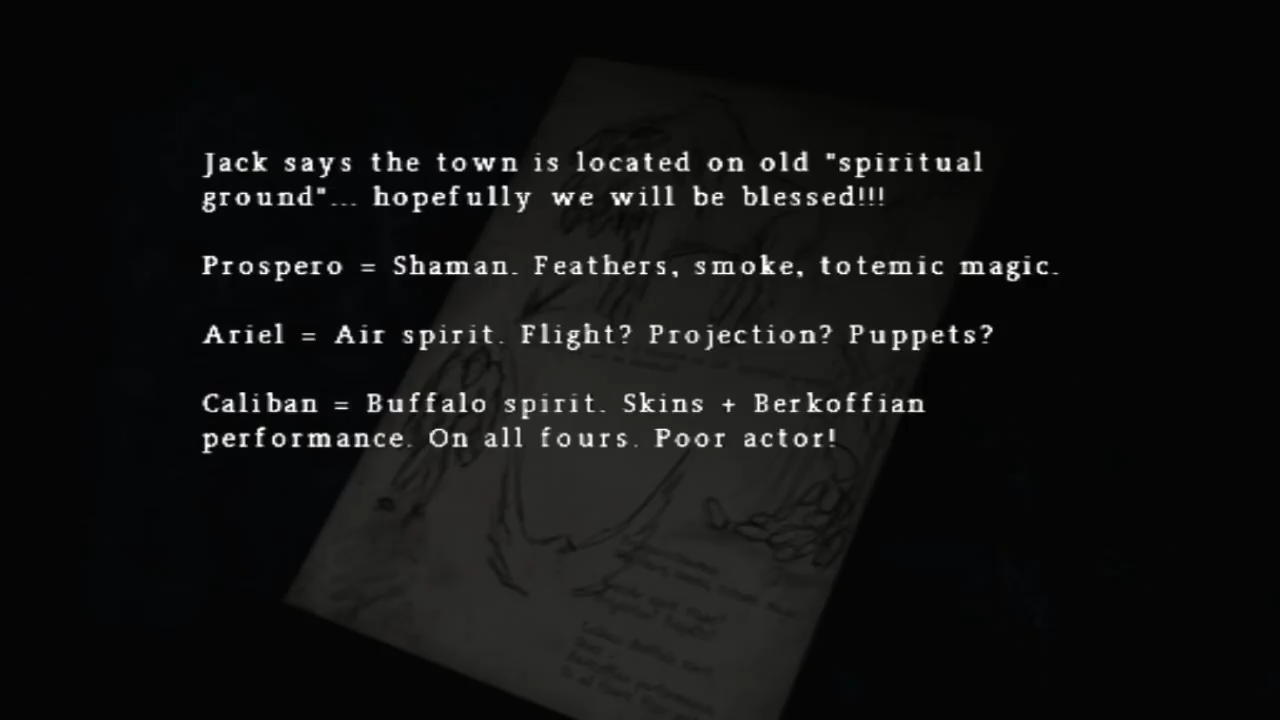 Jack says the town is located on old "spiritual
ground"... hopefully we will be blessed!!!
Prospero = Shaman. Feathers, smoke, totemic magic.
Ariel = Air spirit. Flight? Projection? Puppets?
Caliban = Buffalo spirit. Skins + Berkoffian
performance. On all fours. Poor actor!